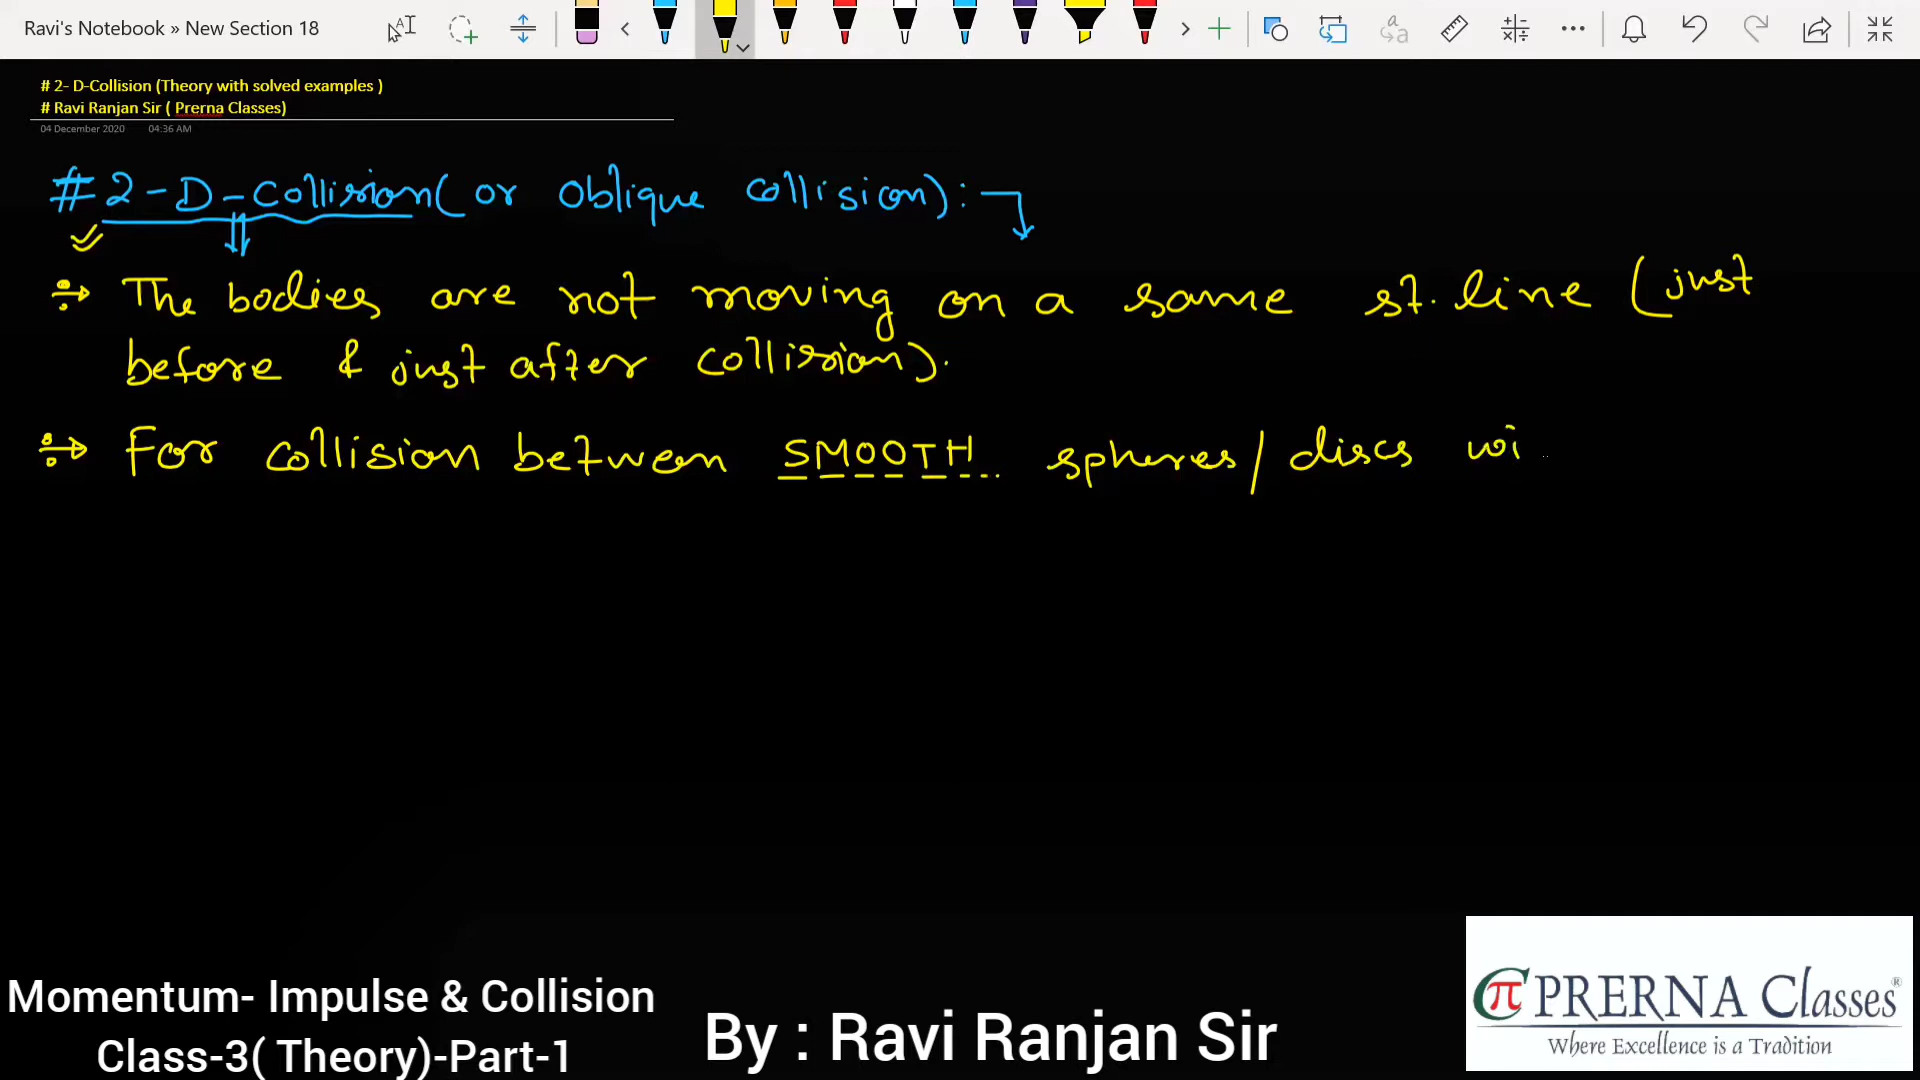 Ravi's Notebook » New Section 18
# 2- D-Collision (Theory with solved examples )
# Ravi Ranjan Sir ( Prerna Classes)
04 December 2020 04:36 AM
# 2-D-Collision (or oblique collision):-
The bodies are not moving on a same st. line (just
before & just after collision).
For collision between SMOOTH spheres/discs wi
Momentum- Impulse & Collision
Class-3( Theory)-Part-1
By : Ravi Ranjan Sir
π PRERNA Classes®
Where Excellence is a Tradition